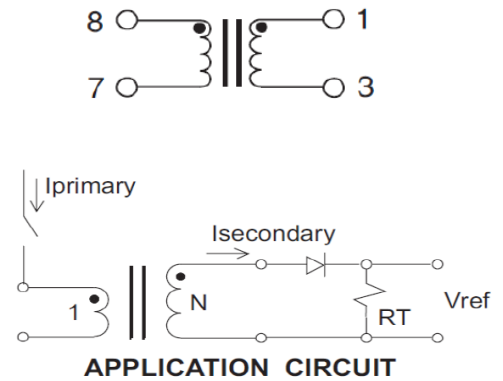 8 1
7 3
Iprimary
Isecondary
1 N RT Vref
APPLICATION CIRCUIT